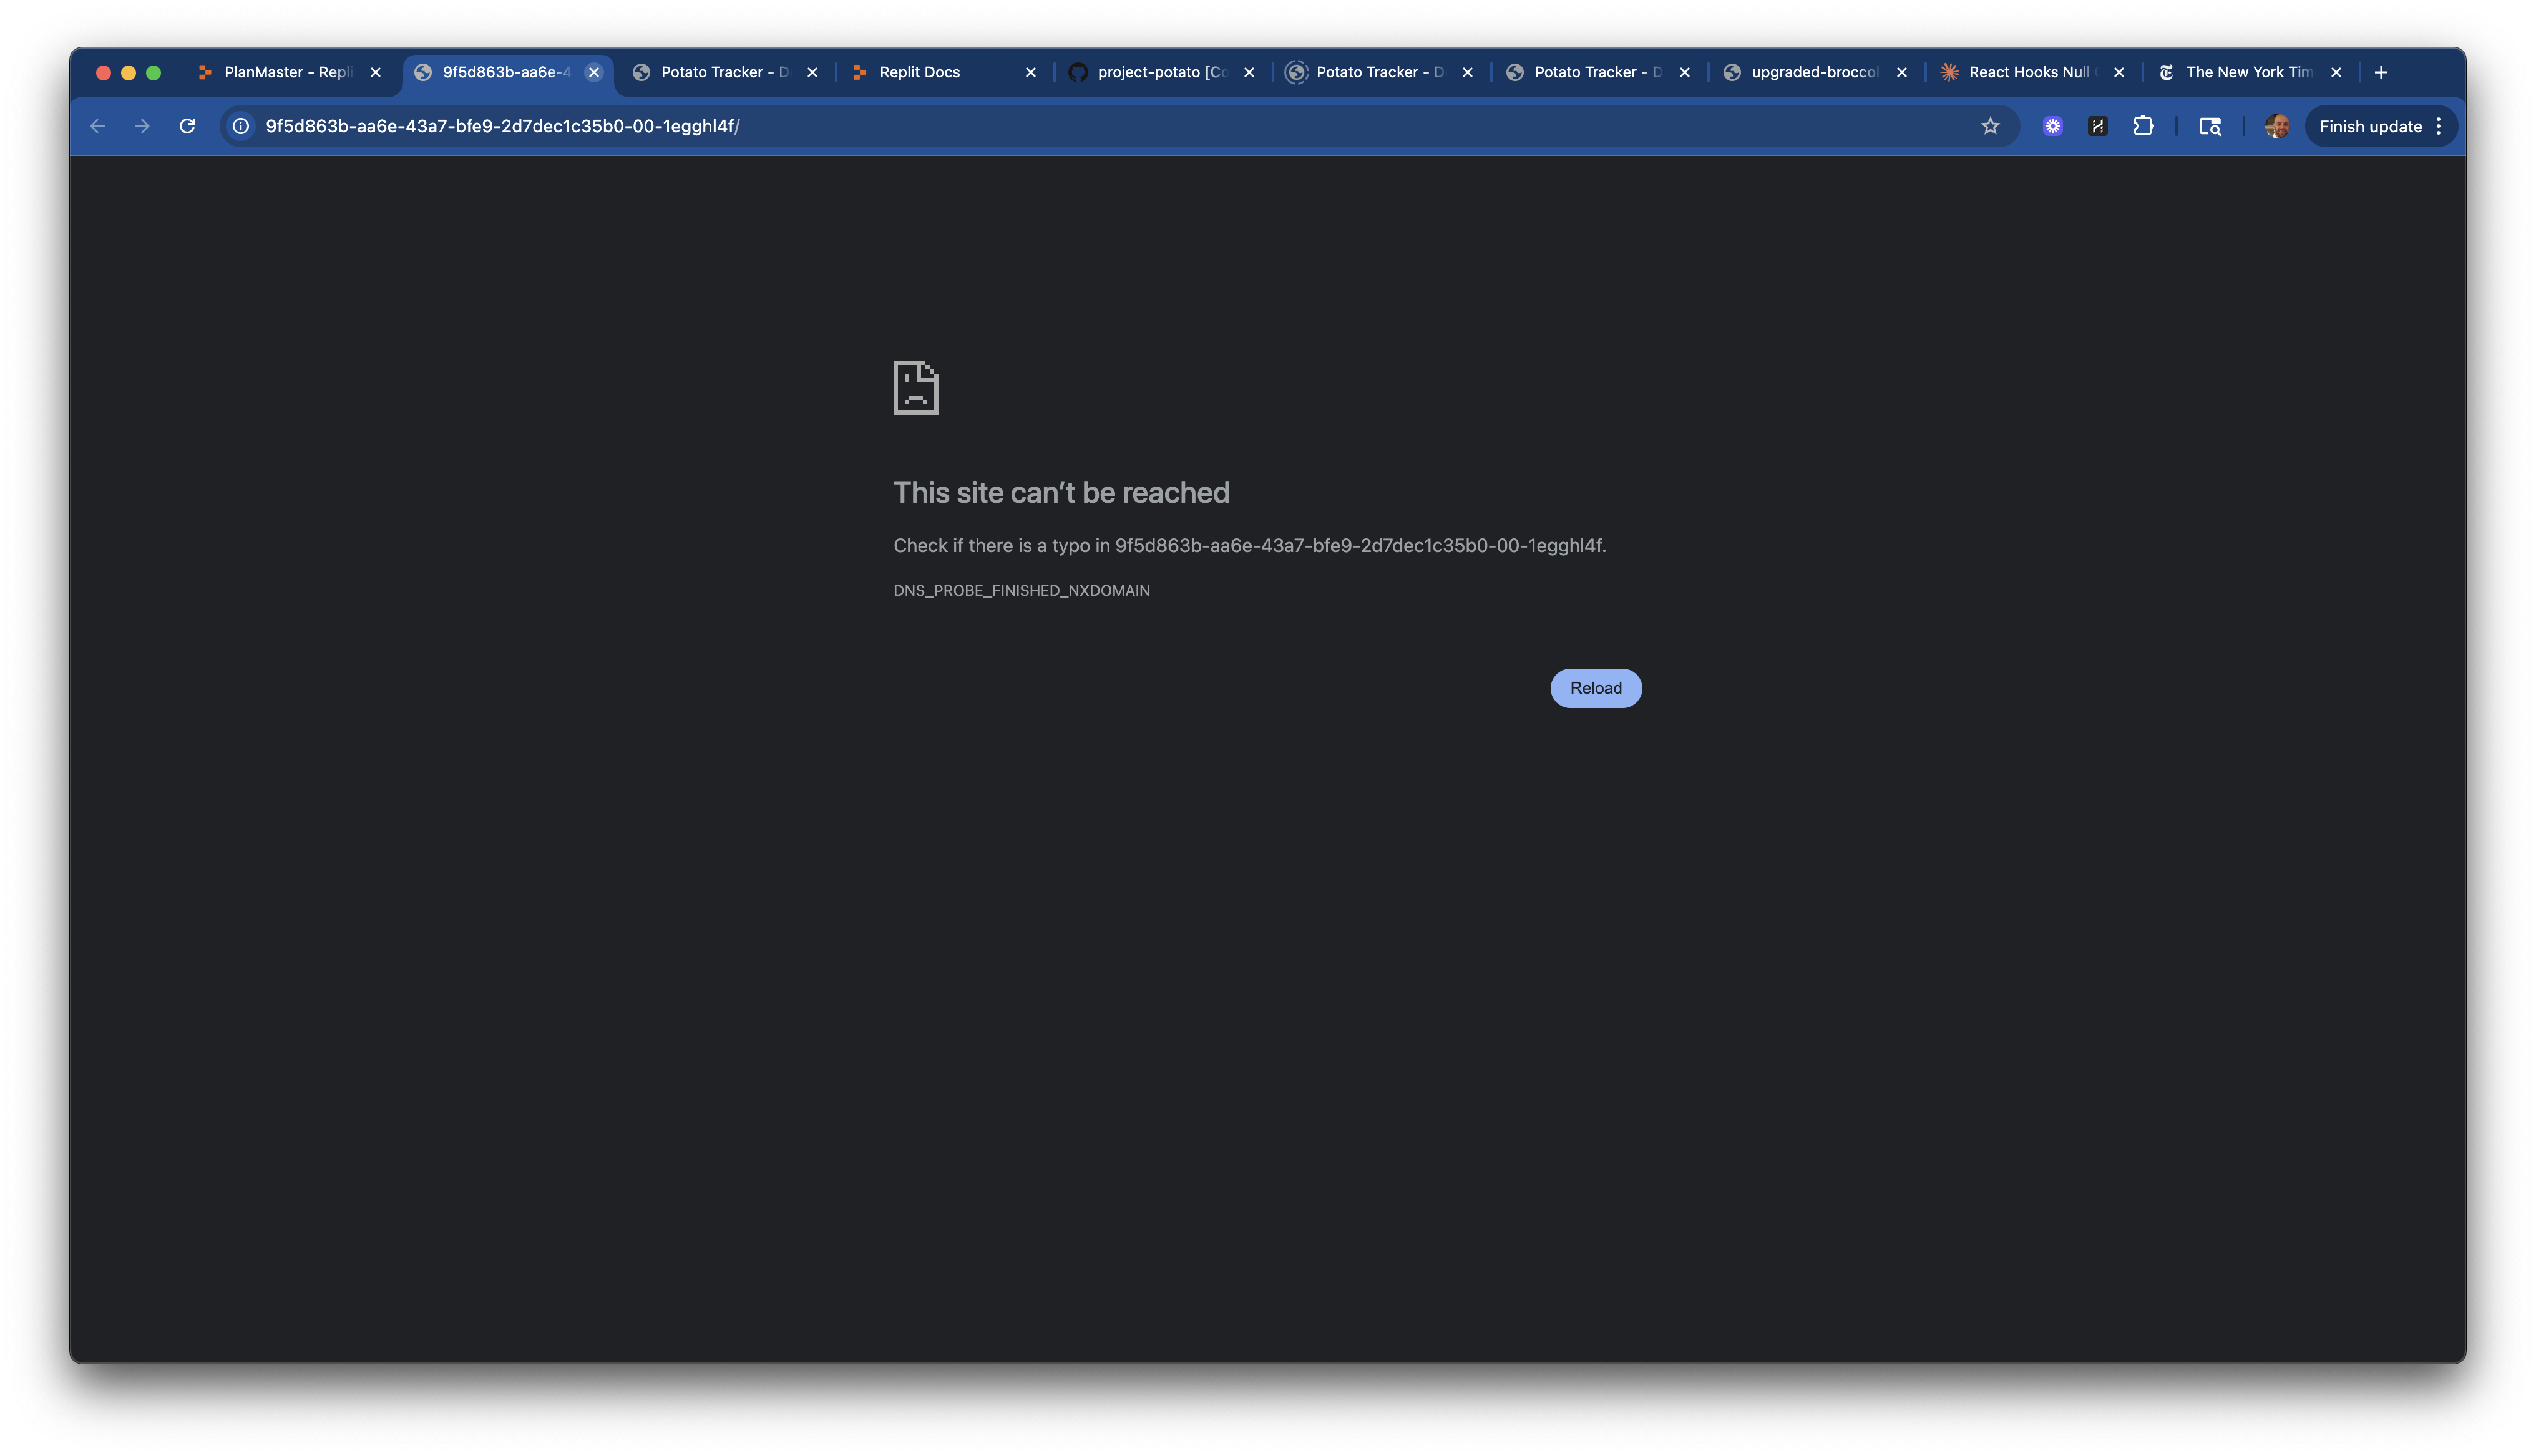 PlanMaster - Repli
9f5d863b-aa6e-4
Potato Tracker - D
Replit Docs
project-potato [Co
Potato Tracker - D
Potato Tracker - D
upgraded-broccol
React Hooks Null
The New York Tim
9f5d863b-aa6e-43a7-bfe9-2d7dec1c35b0-00-1egghl4f/
Finish update
This site can't be reached
Check if there is a typo in 9f5d863b-aa6e-43a7-bfe9-2d7dec1c35b0-00-1egghl4f.
DNS_PROBE_FINISHED_NXDOMAIN
Reload